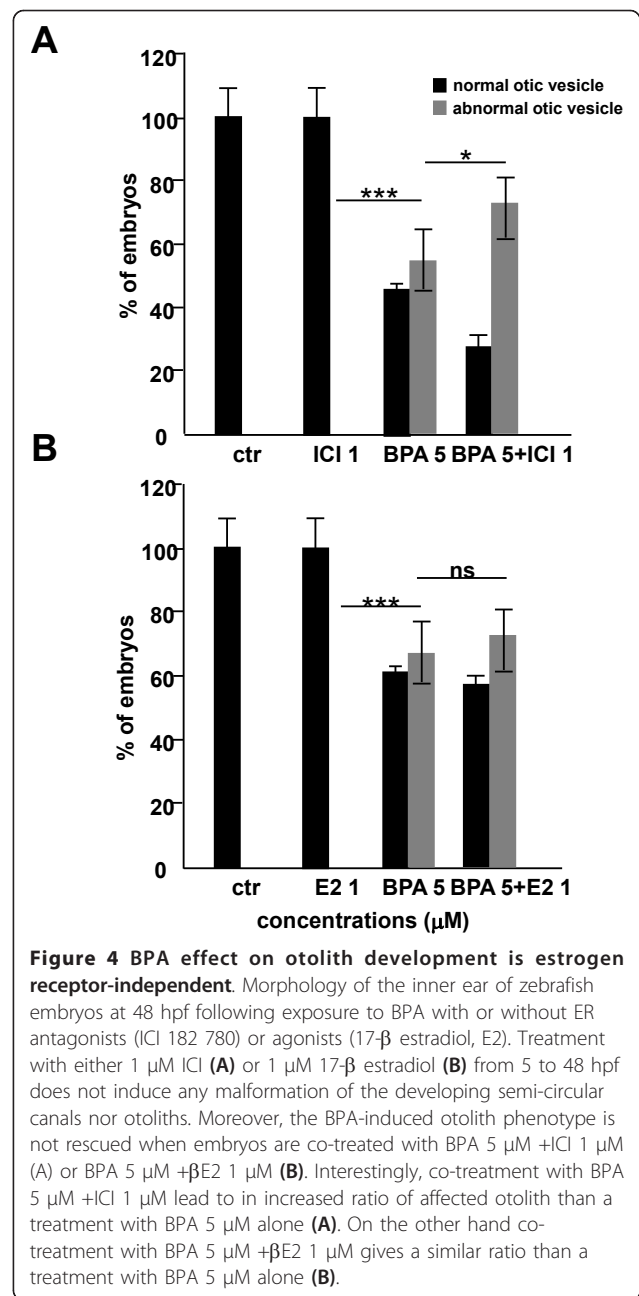 A
normal otic vesicle
abnormal otic vesicle
120
100
80
60
40
20
0
% of embryos
***
*
ctr ICI 1 BPA 5 BPA 5+ICI 1
B
120
100
80
60
40
20
0
% of embryos
***
ns
ctr E2 1 BPA 5 BPA 5+E2 1
concentrations (μM)
Figure 4 BPA effect on otolith development is estrogen
receptor-independent. Morphology of the inner ear of zebrafish
embryos at 48 hpf following exposure to BPA with or without ER
antagonists (ICI 182 780) or agonists (17-β estradiol, E2). Treatment
with either 1 μM ICI (A) or 1 μM 17-β estradiol (B) from 5 to 48 hpf
does not induce any malformation of the developing semi-circular
canals nor otoliths. Moreover, the BPA-induced otolith phenotype is
not rescued when embryos are co-treated with BPA 5 μM +ICI 1 μM
(A) or BPA 5 μM +βE2 1 μM (B). Interestingly, co-treatment with BPA
5 μM +ICI 1 μM lead to in increased ratio of affected otolith than a
treatment with BPA 5 μM alone (A). On the other hand co-
treatment with BPA 5 μM +βE2 1 μM gives a similar ratio than a
treatment with BPA 5 μM alone (B).